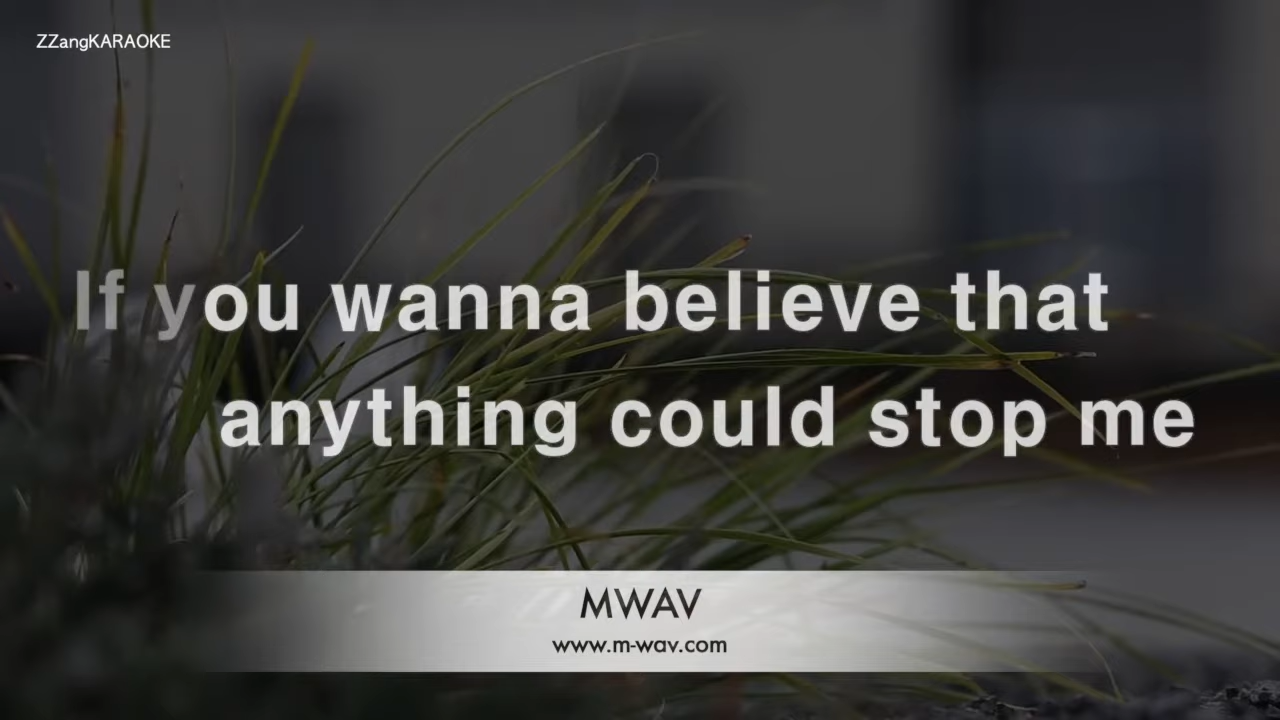 ZZangKARAOKE
If you wanna believe that
anything could stop me
MWAV
www.m-wav.com